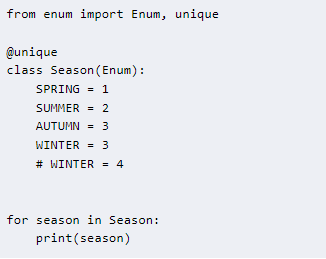 from enum import Enum, unique
@unique
class Season(Enum):
    SPRING = 1
    SUMMER = 2
    AUTUMN = 3
    WINTER = 3
    # WINTER = 4
for season in Season:
    print(season)